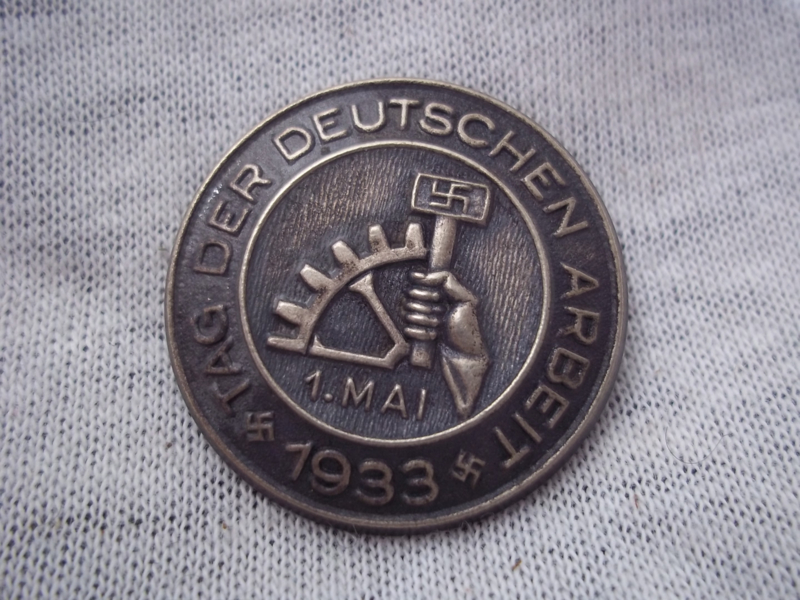 TAG DER DEUTSCHEN ARBEIT
1. MAI
1933